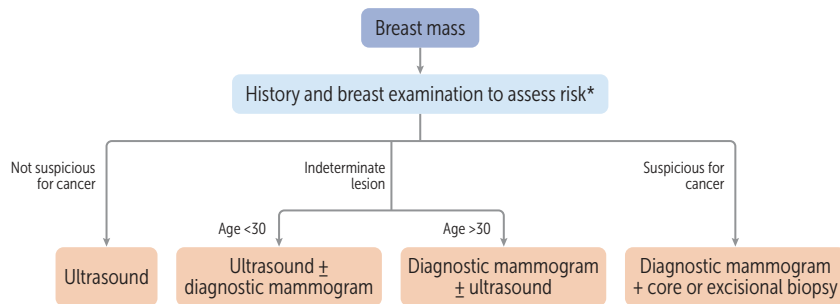 Breast mass
History and breast examination to assess risk*
Not suspicious
for cancer
Indeterminate
lesion
Suspicious for
cancer
Age <30
Age >30
Ultrasound
Ultrasound ±
diagnostic mammogram
Diagnostic mammogram
± ultrasound
Diagnostic mammogram
+ core or excisional biopsy